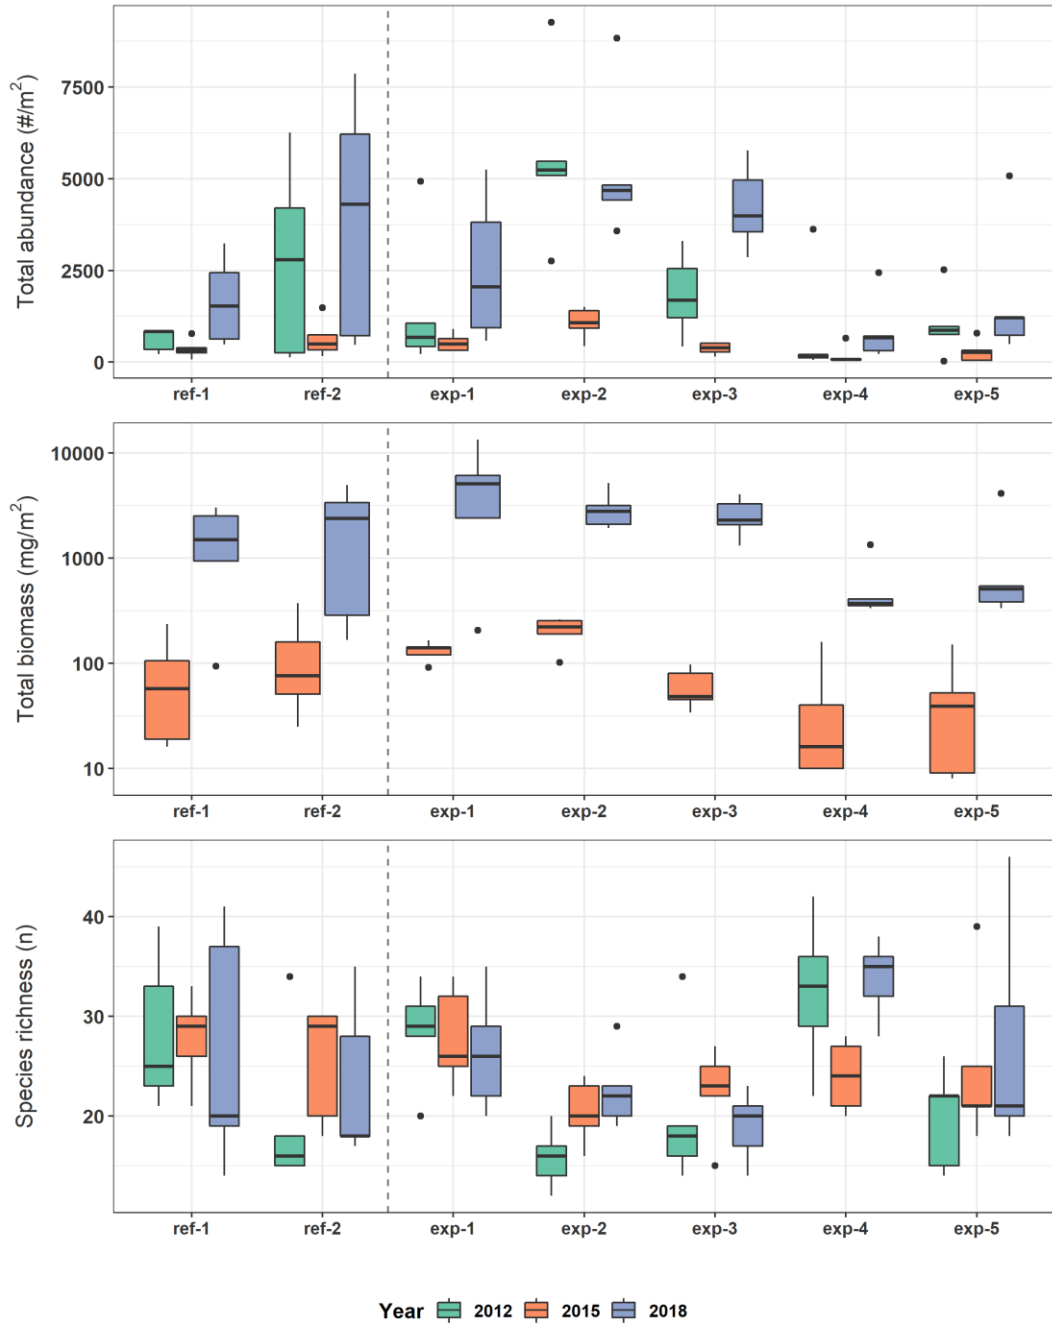 Total abundance (#/m²)
7500
5000
2500
0
ref-1 ref-2 exp-1 exp-2 exp-3 exp-4 exp-5
Total biomass (mg/m²)
10000
1000
100
10
ref-1 ref-2 exp-1 exp-2 exp-3 exp-4 exp-5
Species richness (n)
40
30
20
ref-1 ref-2 exp-1 exp-2 exp-3 exp-4 exp-5
Year 2012 2015 2018